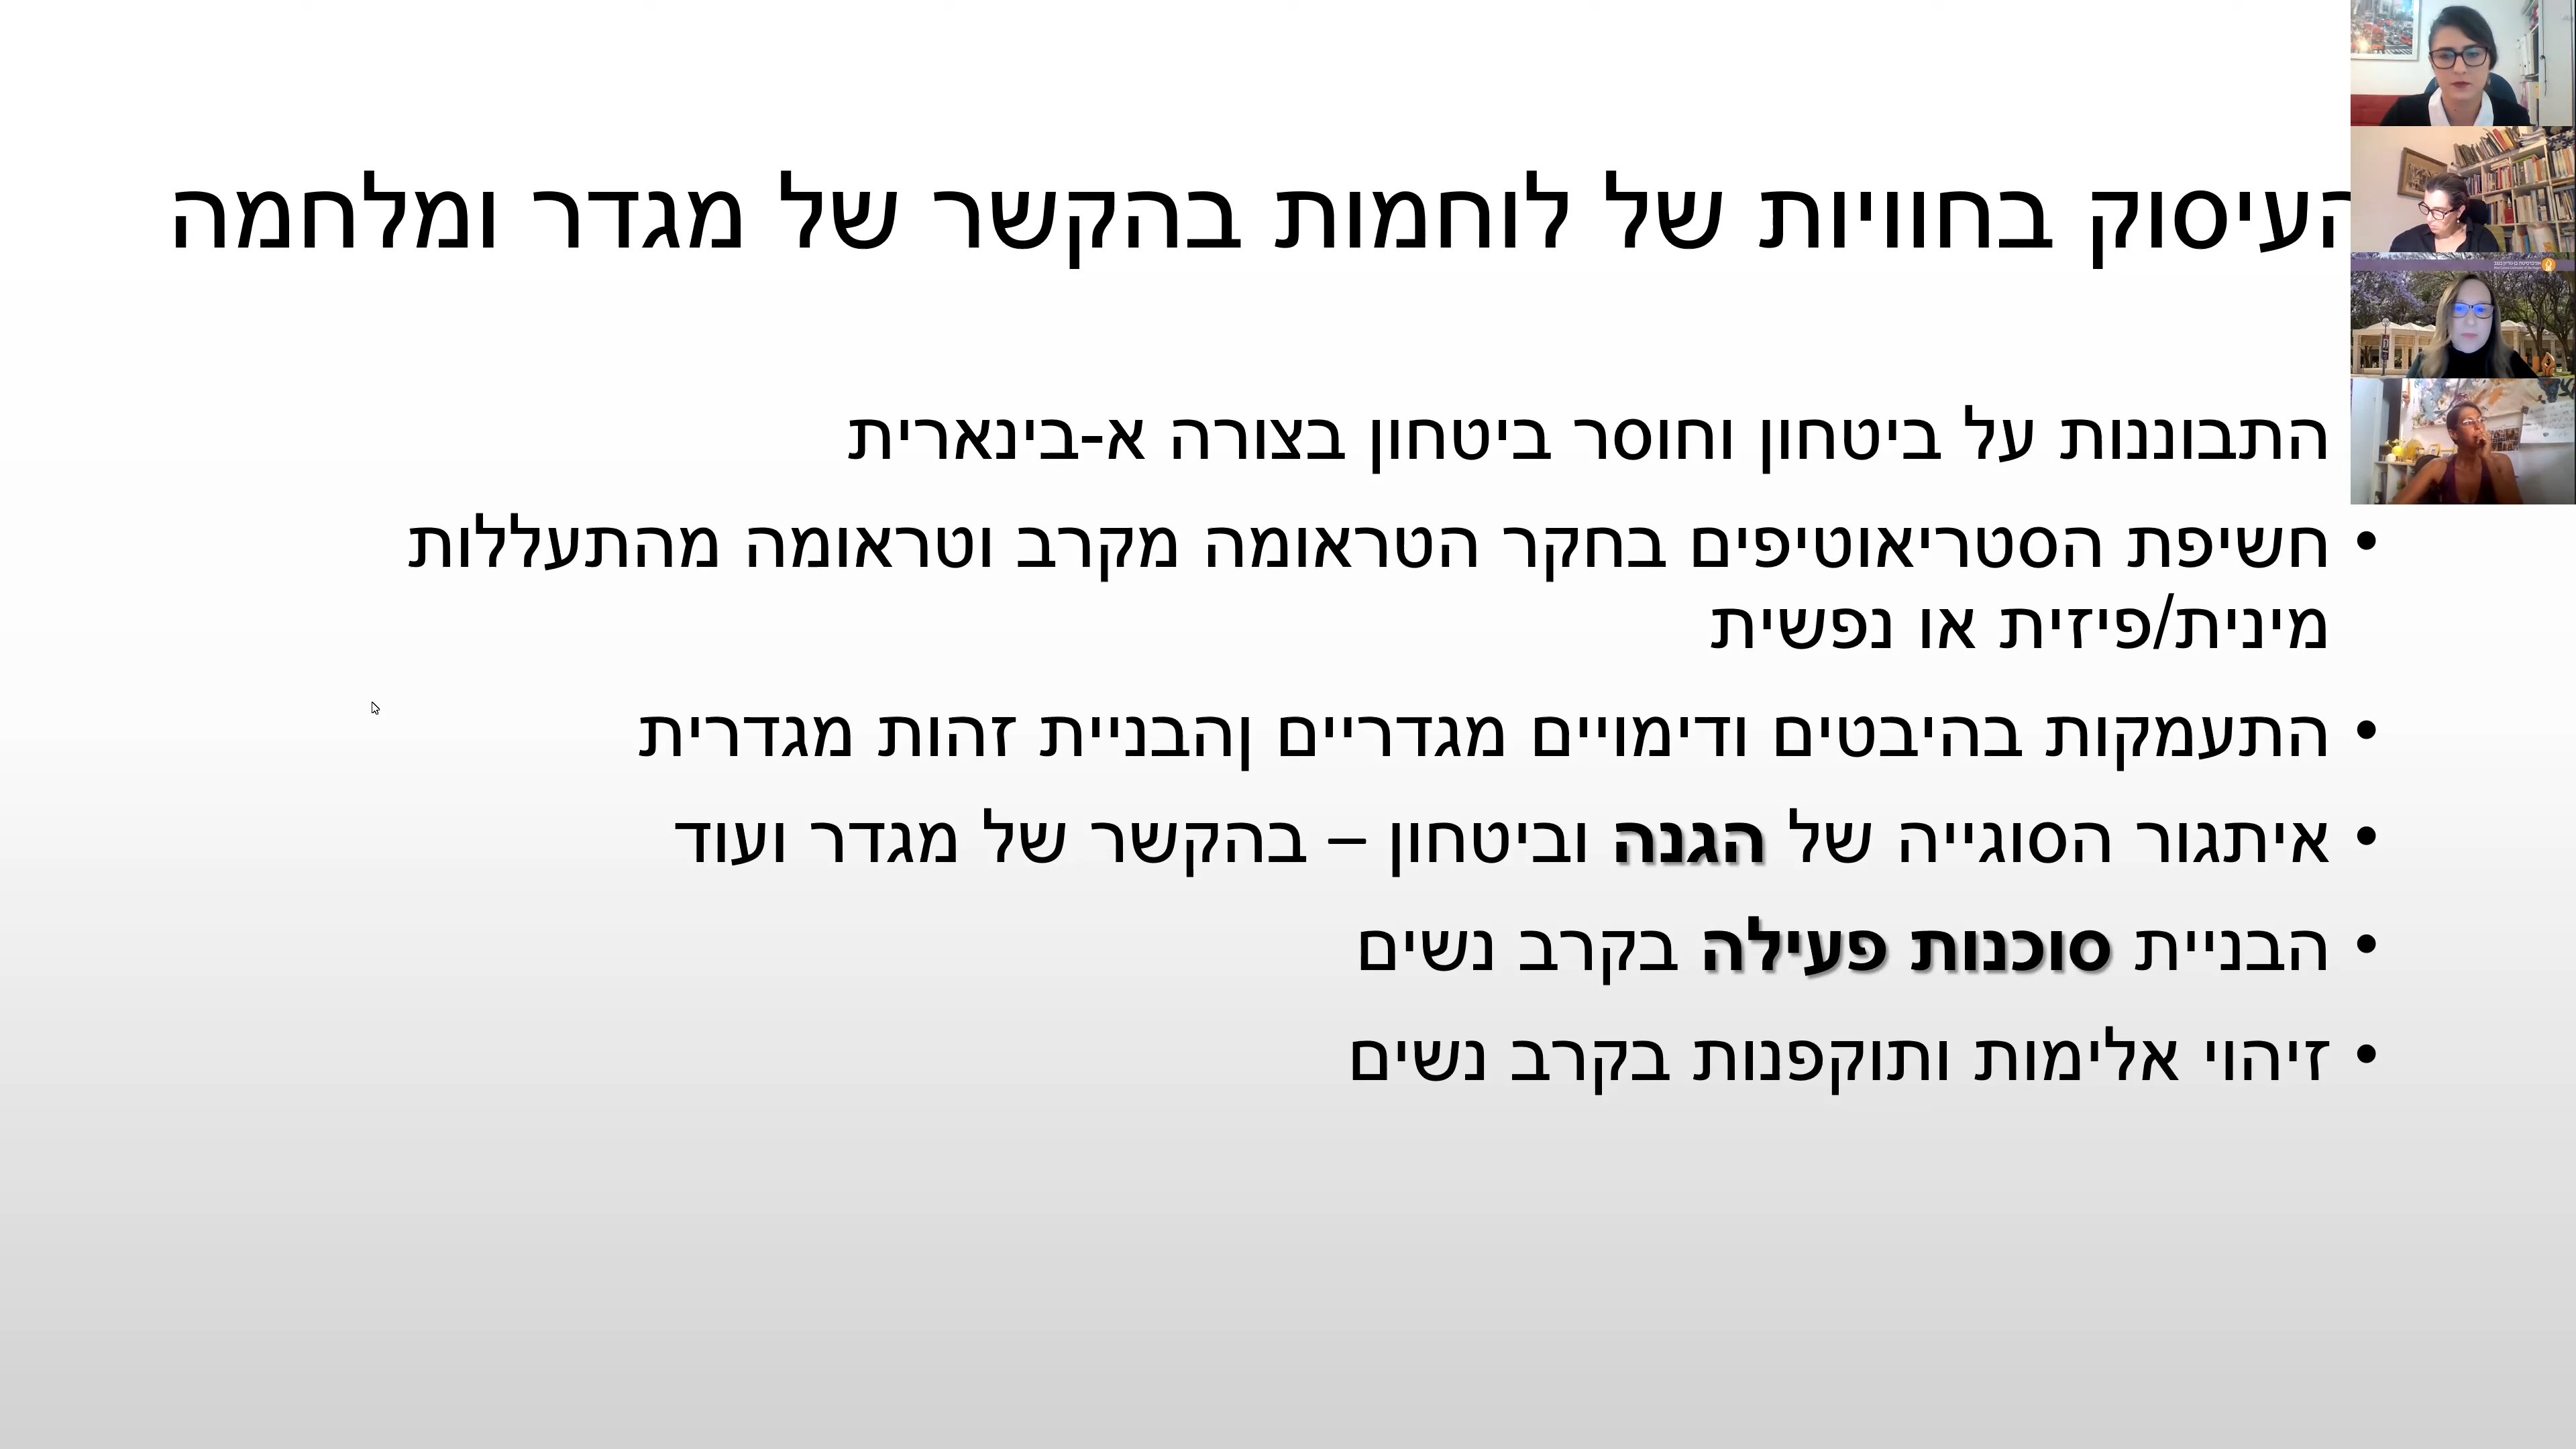 העיסוק בחוויות של לוחמות בהקשר של מגדר ומלחמה
התבוננות על ביטחון וחוסר ביטחון בצורה א-בינארית
• חשיפת הסטריאוטיפים בחקר הטראומה מקרב וטראומה מהתעללות
מינית/פיזית או נפשית
• התעמקות בהיבטים ודימויים מגדריים ןהבניית זהות מגדרית
• איתגור הסוגייה של הגנה וביטחון – בהקשר של מגדר ועוד
• הבניית סוכנות פעילה בקרב נשים
• זיהוי אלימות ותוקפנות בקרב נשים